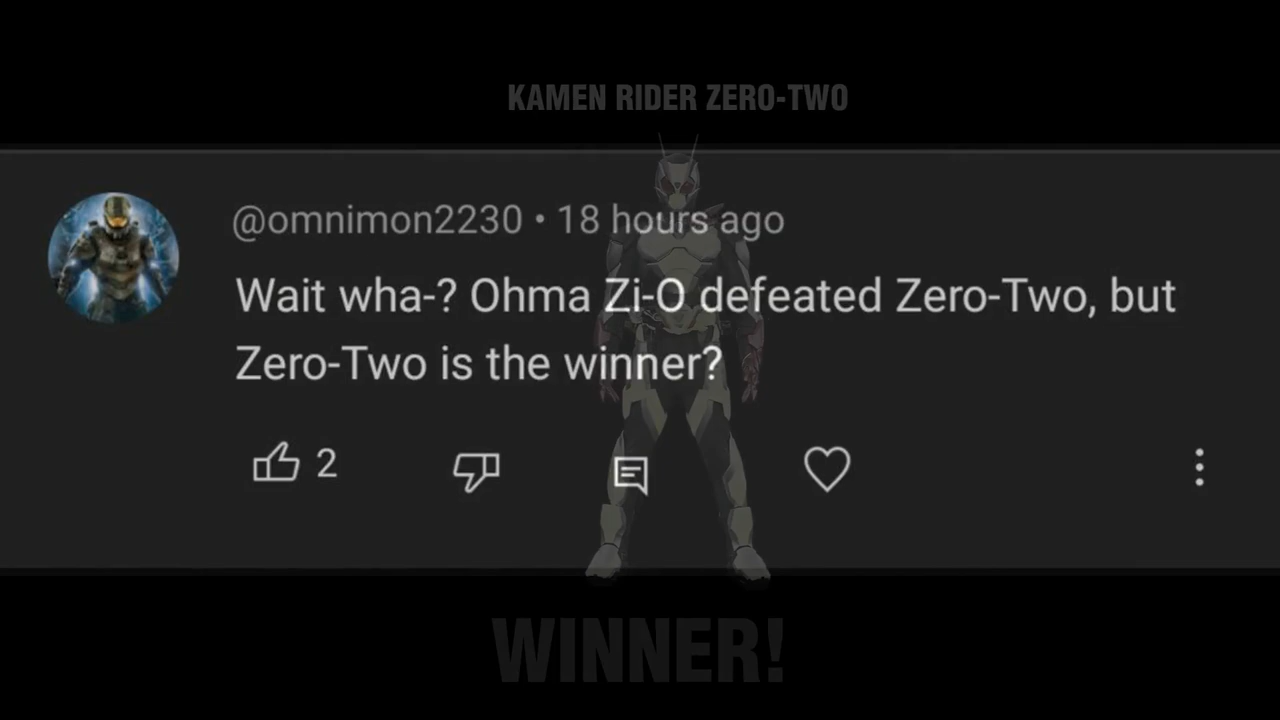 KAMEN RIDER ZERO-TWO
@omnimon2230 • 18 hours ago
Wait wha-? Ohma Zi-O defeated Zero-Two, but
Zero-Two is the winner?
2
WINNER!